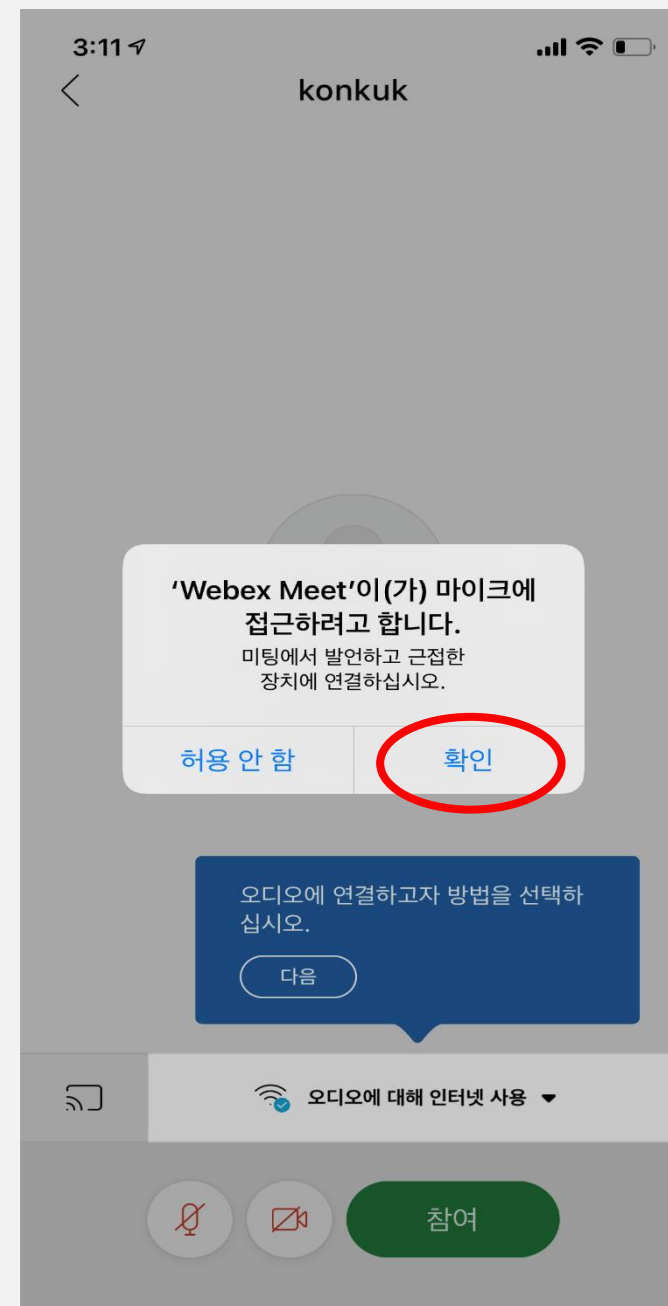 3:11
konkuk
‘Webex Meet’이(가) 마이크에
접근하려고 합니다.
미팅에서 발언하고 근접한
장치에 연결하십시오.
허용 안 함
확인
오디오에 연결하고자 방법을 선택하
십시오.
다음
오디오에 대해 인터넷 사용
참여